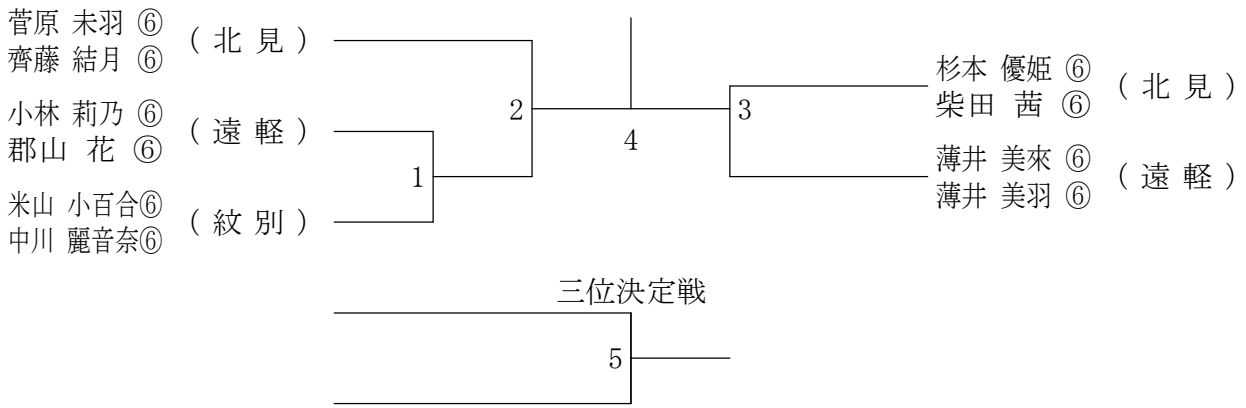 菅原 未羽 ⑥
齊藤 結月 ⑥
( 北 見 )
小林 莉乃 ⑥
郡山 花 ⑥
( 遠 軽 )
米山 小百合⑥
中川 麗音奈⑥
( 紋 別 )
1
2
4
3
杉本 優姫 ⑥
柴田 茜 ⑥
( 北 見 )
薄井 美來 ⑥
薄井 美羽 ⑥
( 遠 軽 )
三位決定戦
5